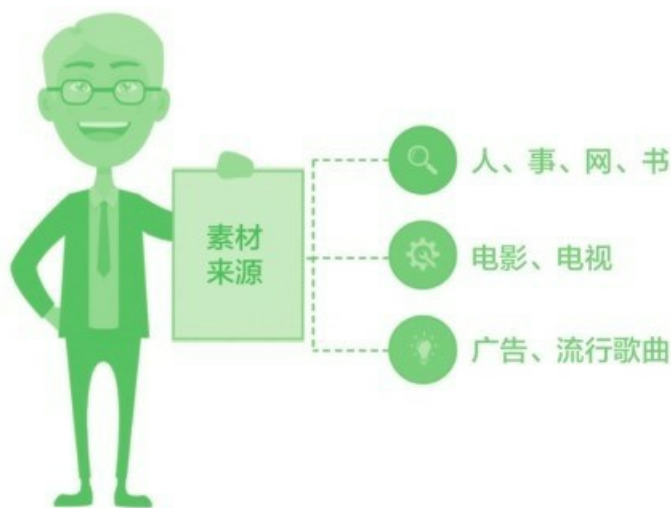 素材
来源
人、事、网、书
电影、电视
广告、流行歌曲